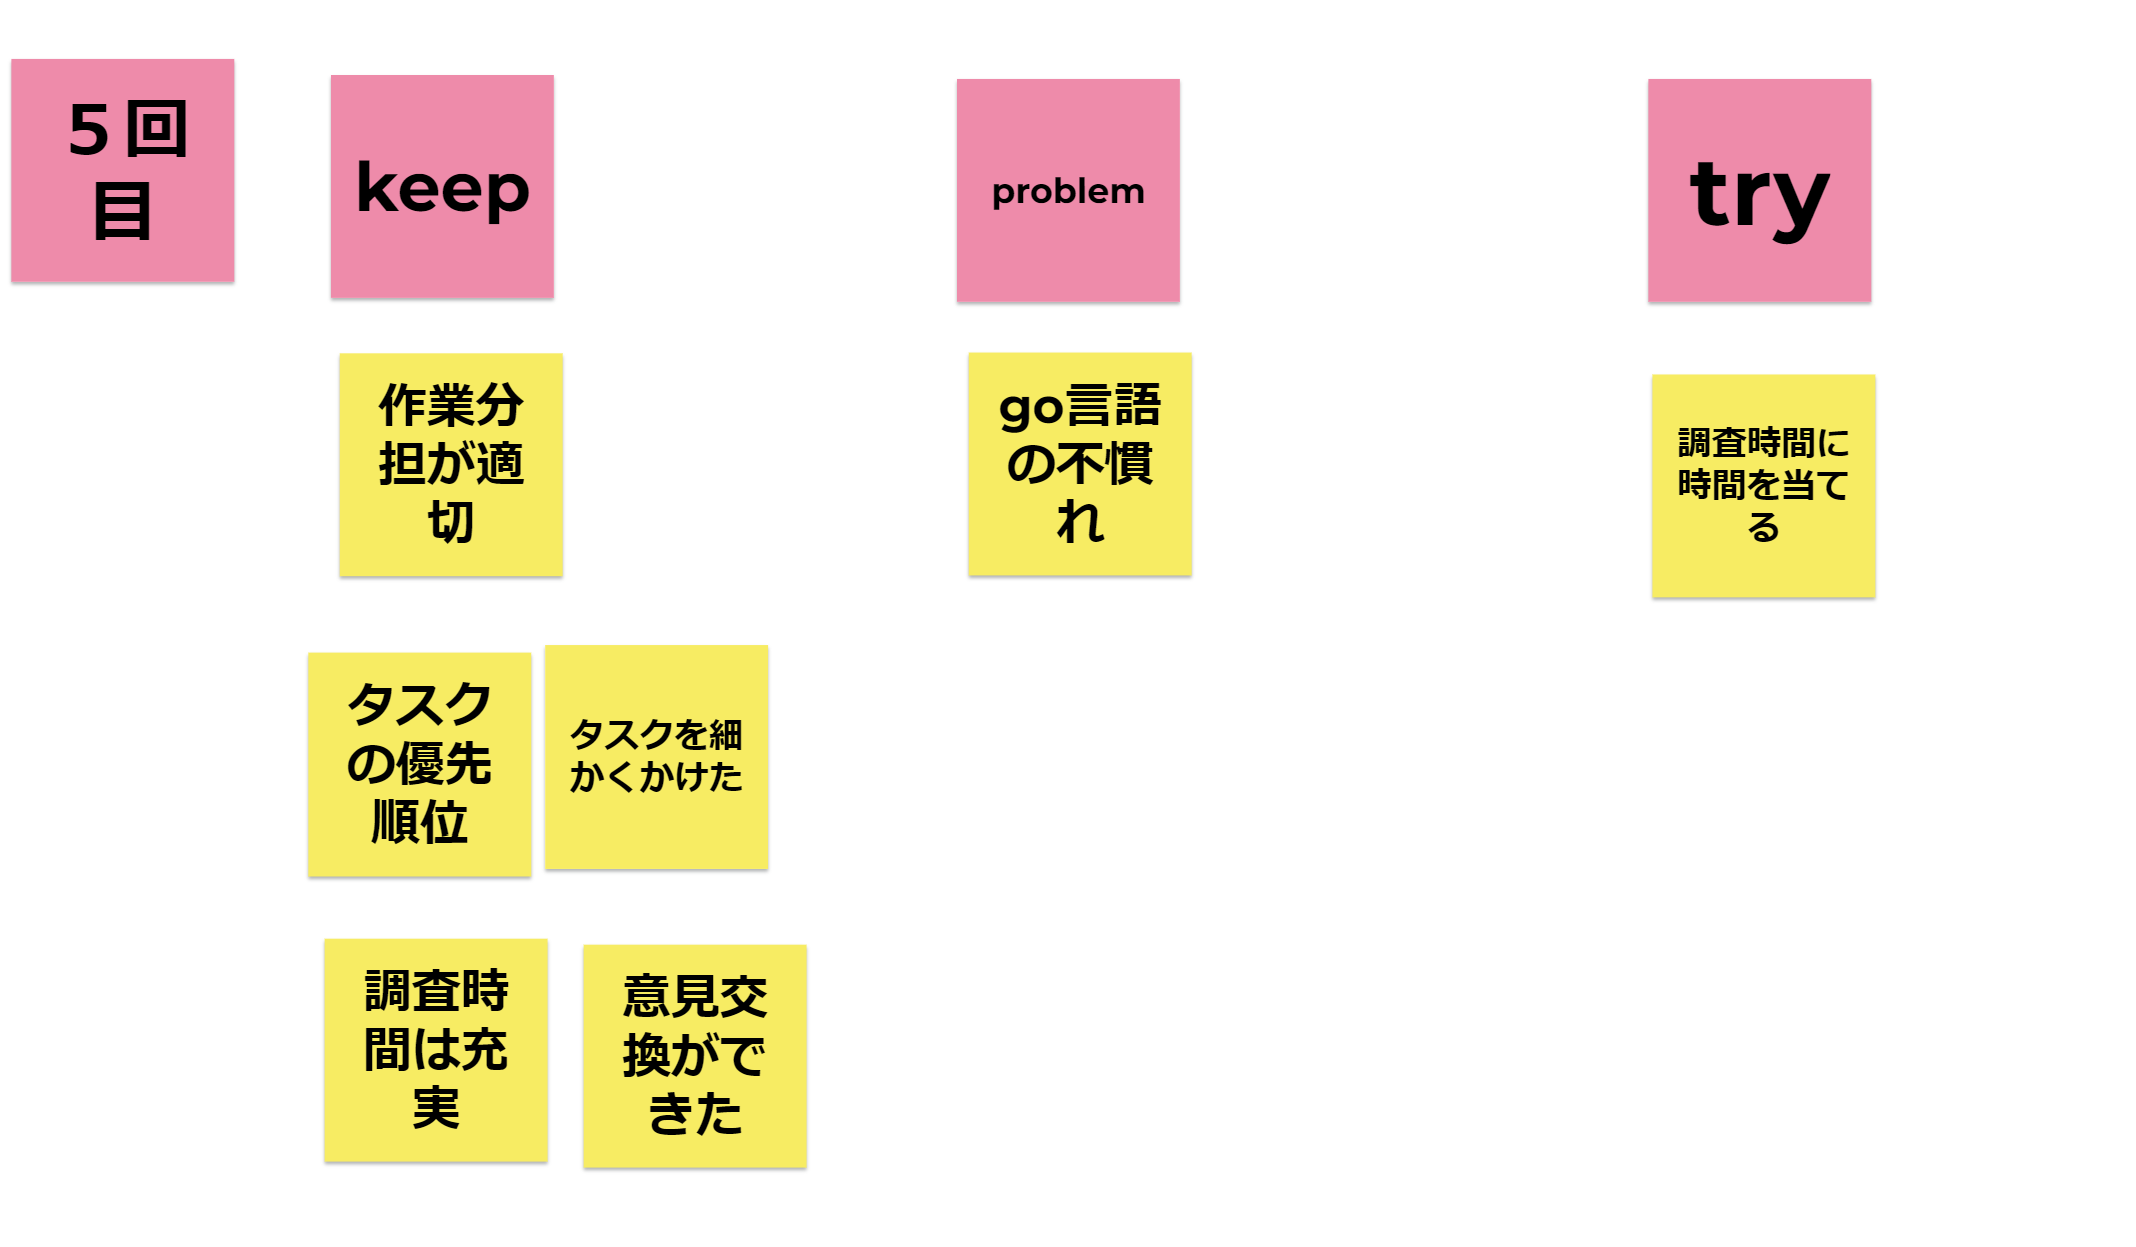 ５回
目
keep
problem
try
作業分
担が適
切
go言語
の不慣
れ
調査時間に
時間を当て
る
タスク
の優先
順位
タスクを細
かくかけた
調査時
間は充
実
意見交
換がで
きた